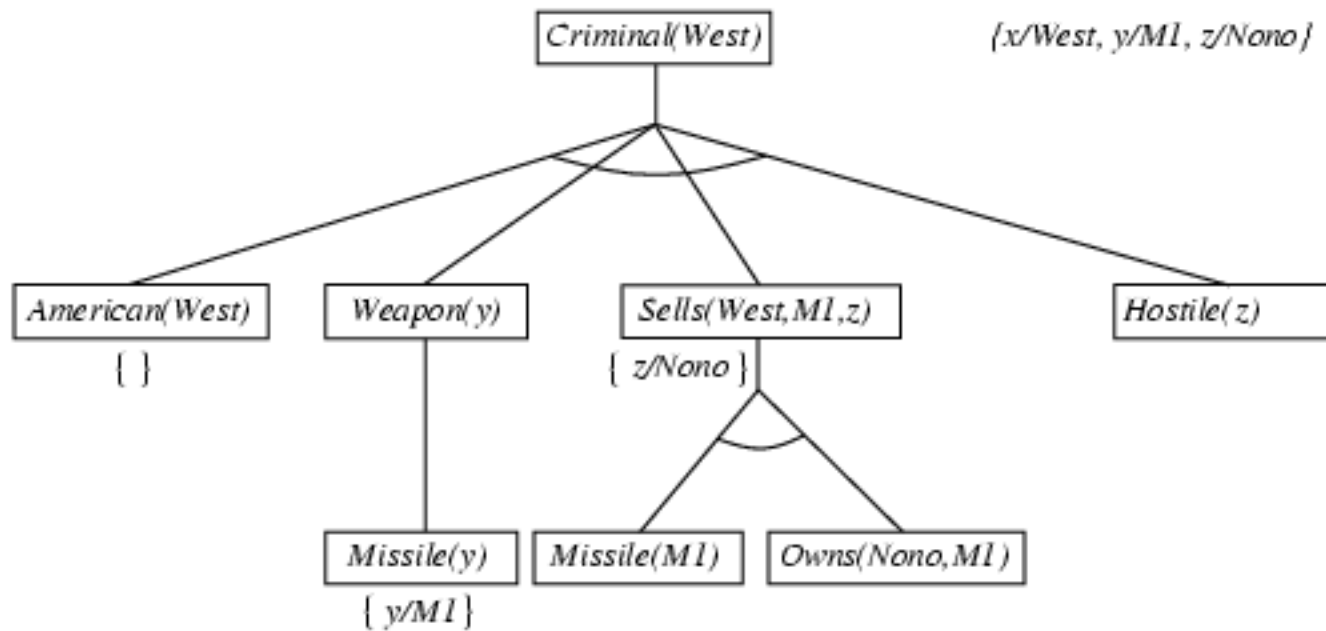 Criminal(West)
{x/West, y/M1, z/Nono}
American(West)
Weapon(y)
Sells(West,M1,z)
Hostile(z)
{ }
{ z/Nono }
Missile(y)
Missile(M1)
Owns(Nono,M1)
{ y/M1 }